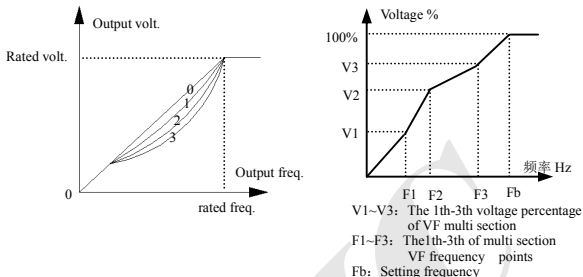 Output volt.
Rated volt.
0
1
2
3
Output freq.
0
rated freq.
Voltage %
100%
V3
V2
V1
频率 Hz
F1 F2 F3 Fb
V1~V3: The 1th-3th voltage percentage
of VF multi section
F1~F3: The1th-3th of multi section
VF frequency points
Fb: Setting frequency